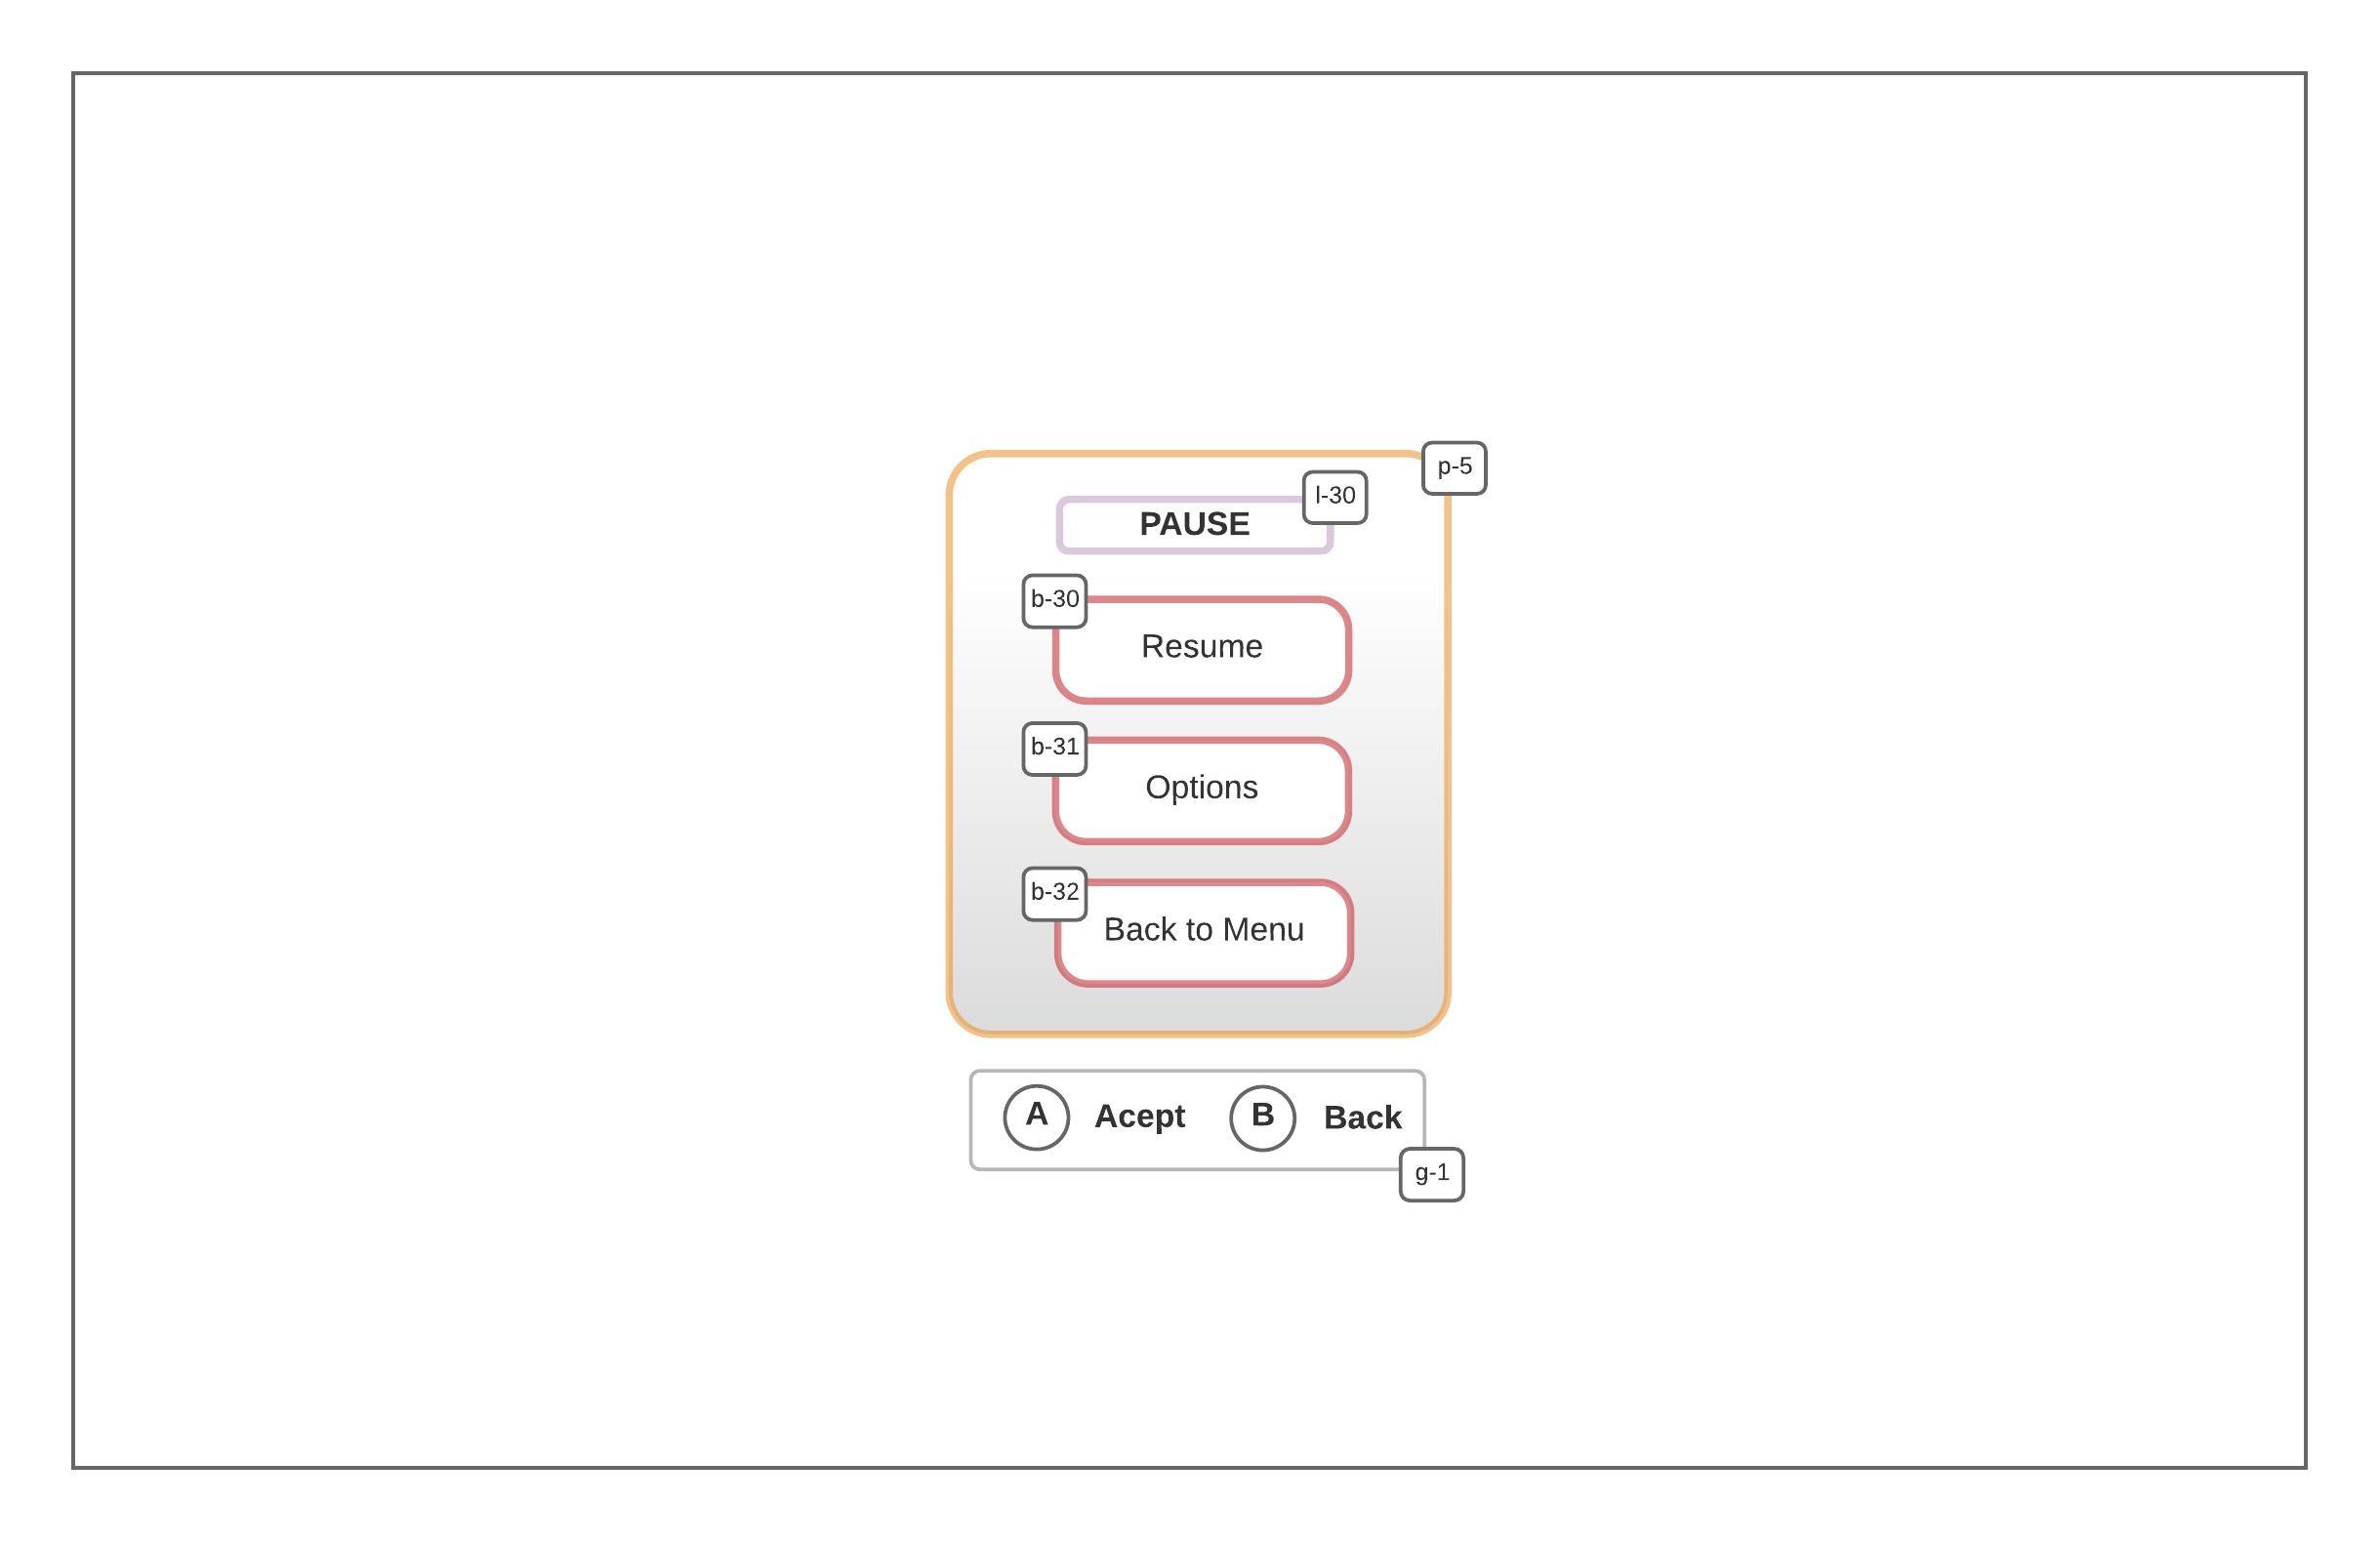 p-5
l-30
PAUSE
b-30
Resume
b-31
Options
b-32
Back to Menu
A Acept B Back
g-1